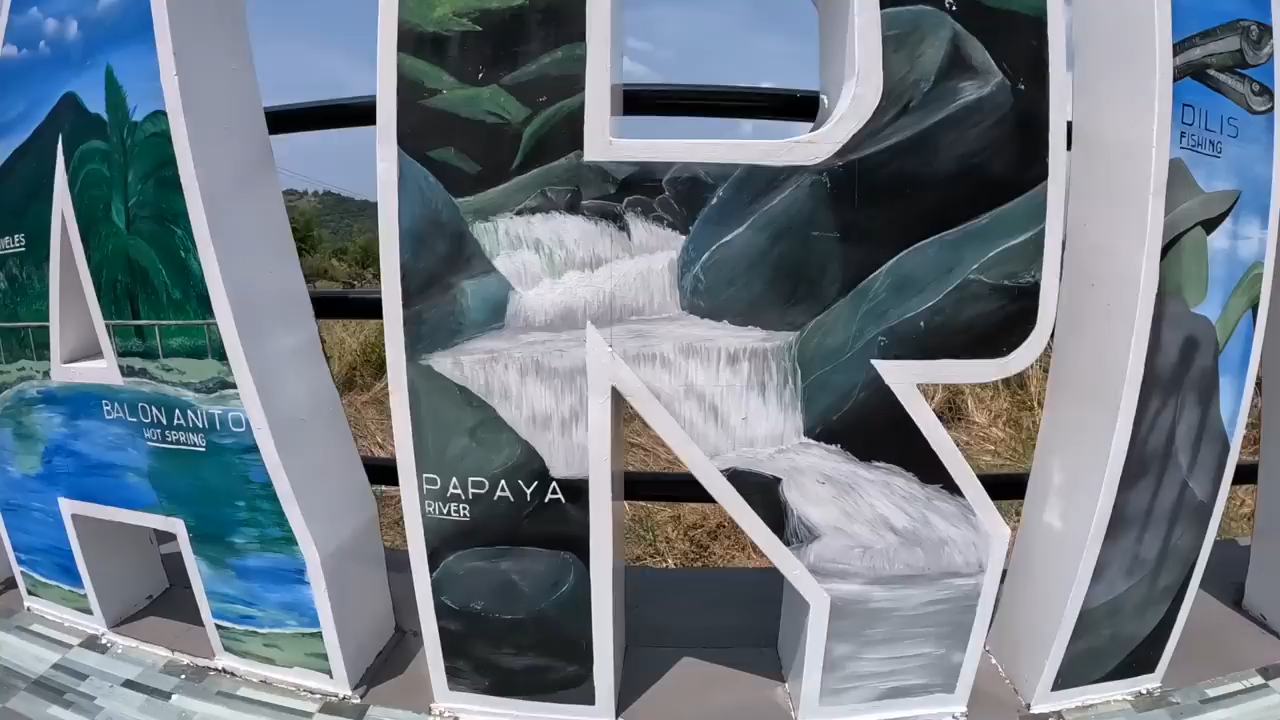 BALON ANITO
HOT SPRING
PAPAYA
RIVER
DILIS
FISHING